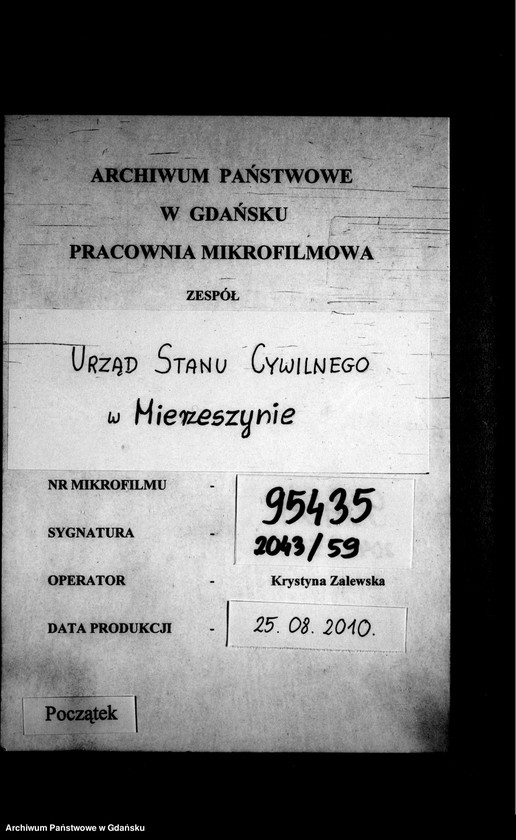 ARCHIWUM PAŃSTWOWE
W GDAŃSKU
PRACOWNIA MIKROFILMOWA
ZESPÓŁ
URZĄD STANU CYWILNEGO
w Mierzeszynie
NR MIKROFILMU - 95435
SYGNATURA - 2043/59
OPERATOR - Krystyna Zalewska
DATA PRODUKCJI - 25.08.2010.
Początek
Archiwum Państwowe w Gdańsku